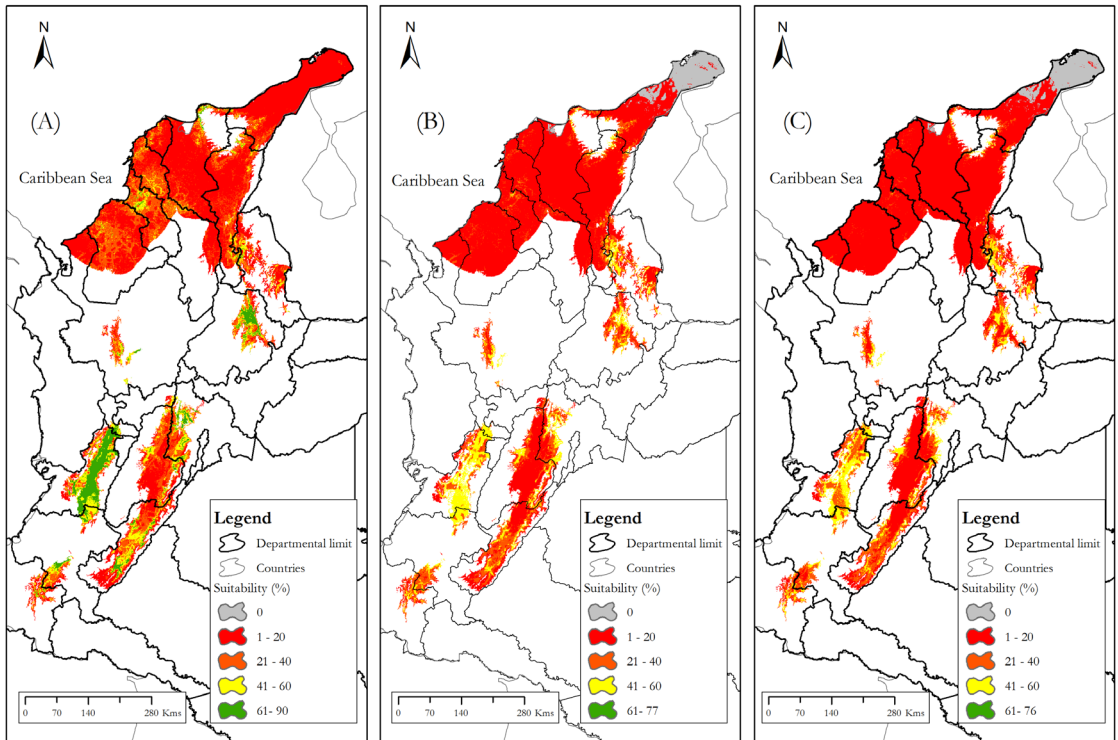 N
(A)
Caribbean Sea
Legend
Departmental limit
Countries
Suitability (%)
0
1 - 20
21 - 40
41 - 60
61- 90
0 70 140 280 Kms
N
(B)
Caribbean Sea
Legend
Departmental limit
Countries
Suitability (%)
0
1 - 20
21 - 40
41 - 60
61- 77
0 70 140 280 Kms
N
(C)
Caribbean Sea
Legend
Departmental limit
Countries
Suitability (%)
0
1 - 20
21 - 40
41 - 60
61- 76
0 70 140 280 Kms